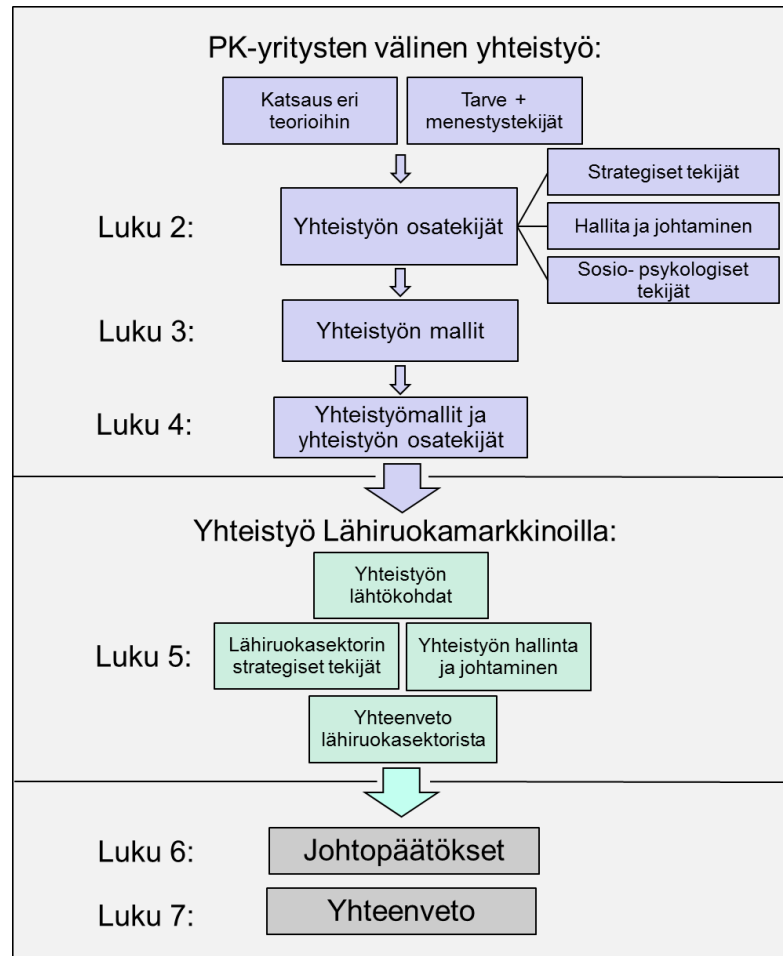 PK-yritysten välinen yhteistyö:
Katsaus eri
teorioihin
Tarve +
menestystekijät
Luku 2:
Yhteistyön osatekijät
Strategiset tekijät
Hallita ja johtaminen
Sosio- psykologiset
tekijät
Luku 3:
Yhteistyön mallit
Luku 4:
Yhteistyömallit ja
yhteistyön osatekijät
Yhteistyö Lähiruokamarkkinoilla:
Yhteistyön
lähtökohdat
Luku 5:
Lähiruokasektorin
strategiset tekijät
Yhteistyön hallinta
ja johtaminen
Yhteenveto
lähiruokasektorista
Luku 6:
Johtopäätökset
Luku 7:
Yhteenveto